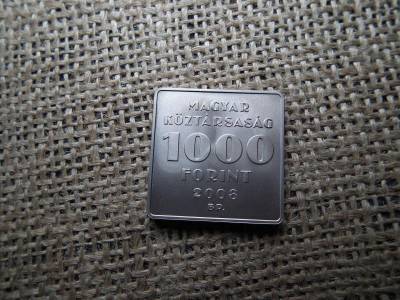 MAGYAR
KÖZTÁRSASÁG
1000
FORINT
2008
BP.